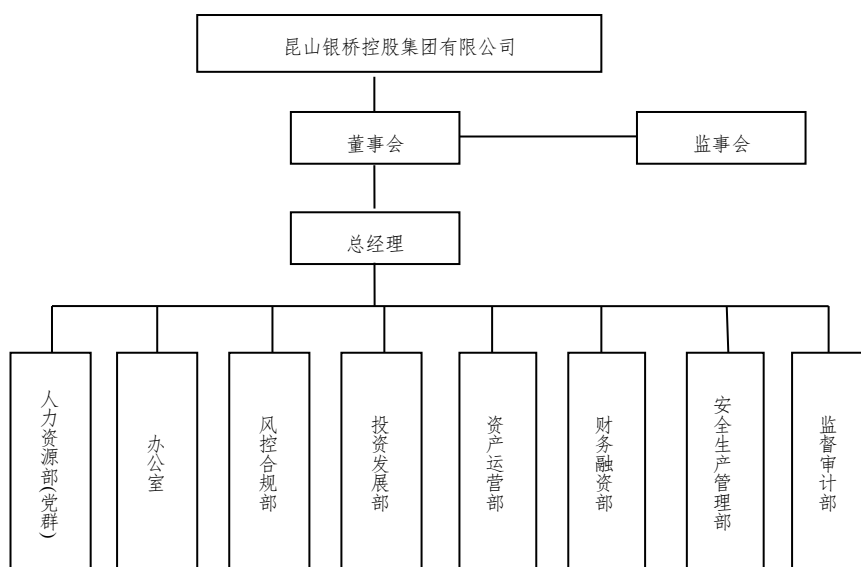 昆山银桥控股集团有限公司
董事会
监事会
总经理
人力资源部(党群)
办公室
风控合规部
投资发展部
资产运营部
财务融资部
安全生产管理部
监督审计部